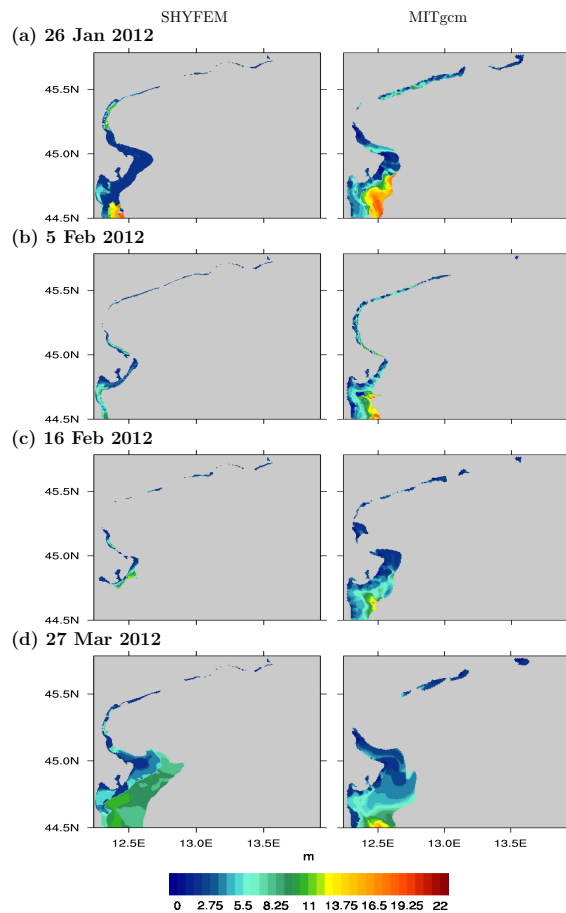 SHYFEM MITgcm
(a) 26 Jan 2012
45.5N
45.0N
44.5N
(b) 5 Feb 2012
45.5N
45.0N
44.5N
(c) 16 Feb 2012
45.5N
45.0N
44.5N
(d) 27 Mar 2012
45.5N
45.0N
44.5N
12.5E 13.0E 13.5E 12.5E 13.0E 13.5E
m
0 2.75 5.5 8.25 11 13.75 16.5 19.25 22